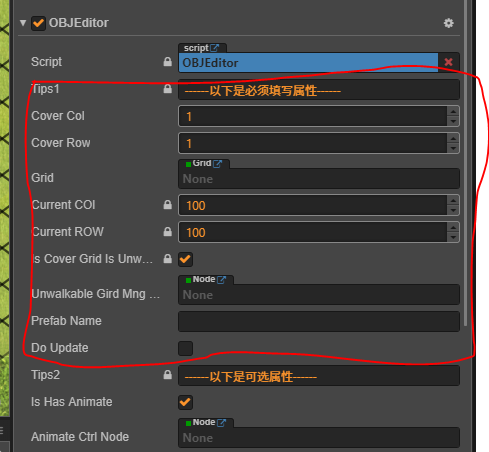 OBJEditor
script
Script
OBJEditor
Tips1
------以下是必须填写属性------
Cover Col
1
Cover Row
1
Grid
Grid
None
Current COl
100
Current ROW
100
Is Cover Grid Is Unw...
Node
Unwalkable Gird Mng ...
None
Prefab Name
Do Update
Tips2
------以下是可选属性------
Is Has Animate
Node
Animate Ctrl Node
None